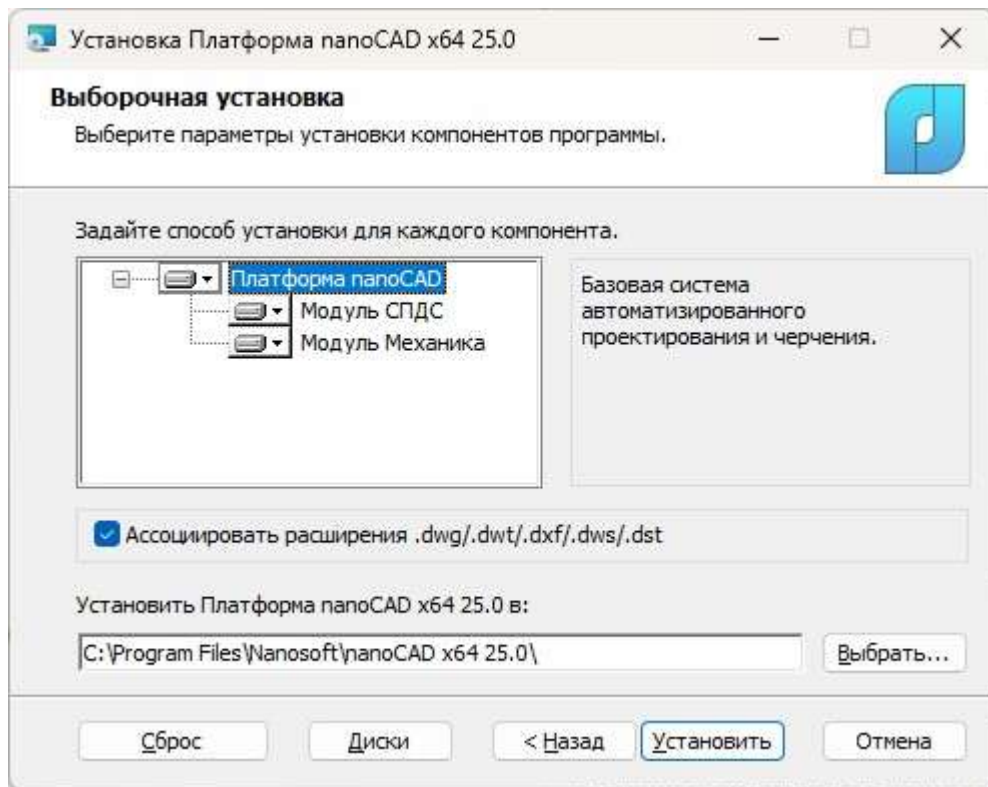 Установка Платформа nanoCAD x64 25.0
Выборочная установка
Выберите параметры установки компонентов программы.
Задайте способ установки для каждого компонента.
Платформа nanoCAD
Модуль СПДС
Модуль Механика
Базовая система
автоматизированного
проектирования и черчения.
Ассоциировать расширения .dwg/.dwt/.dxf/.dws/.dst
Установить Платформа nanoCAD x64 25.0 в:
C:\Program Files\Nanosoft\nanoCAD x64 25.0\
Выбрать...
Сброс
Диски
< Назад
Установить
Отмена